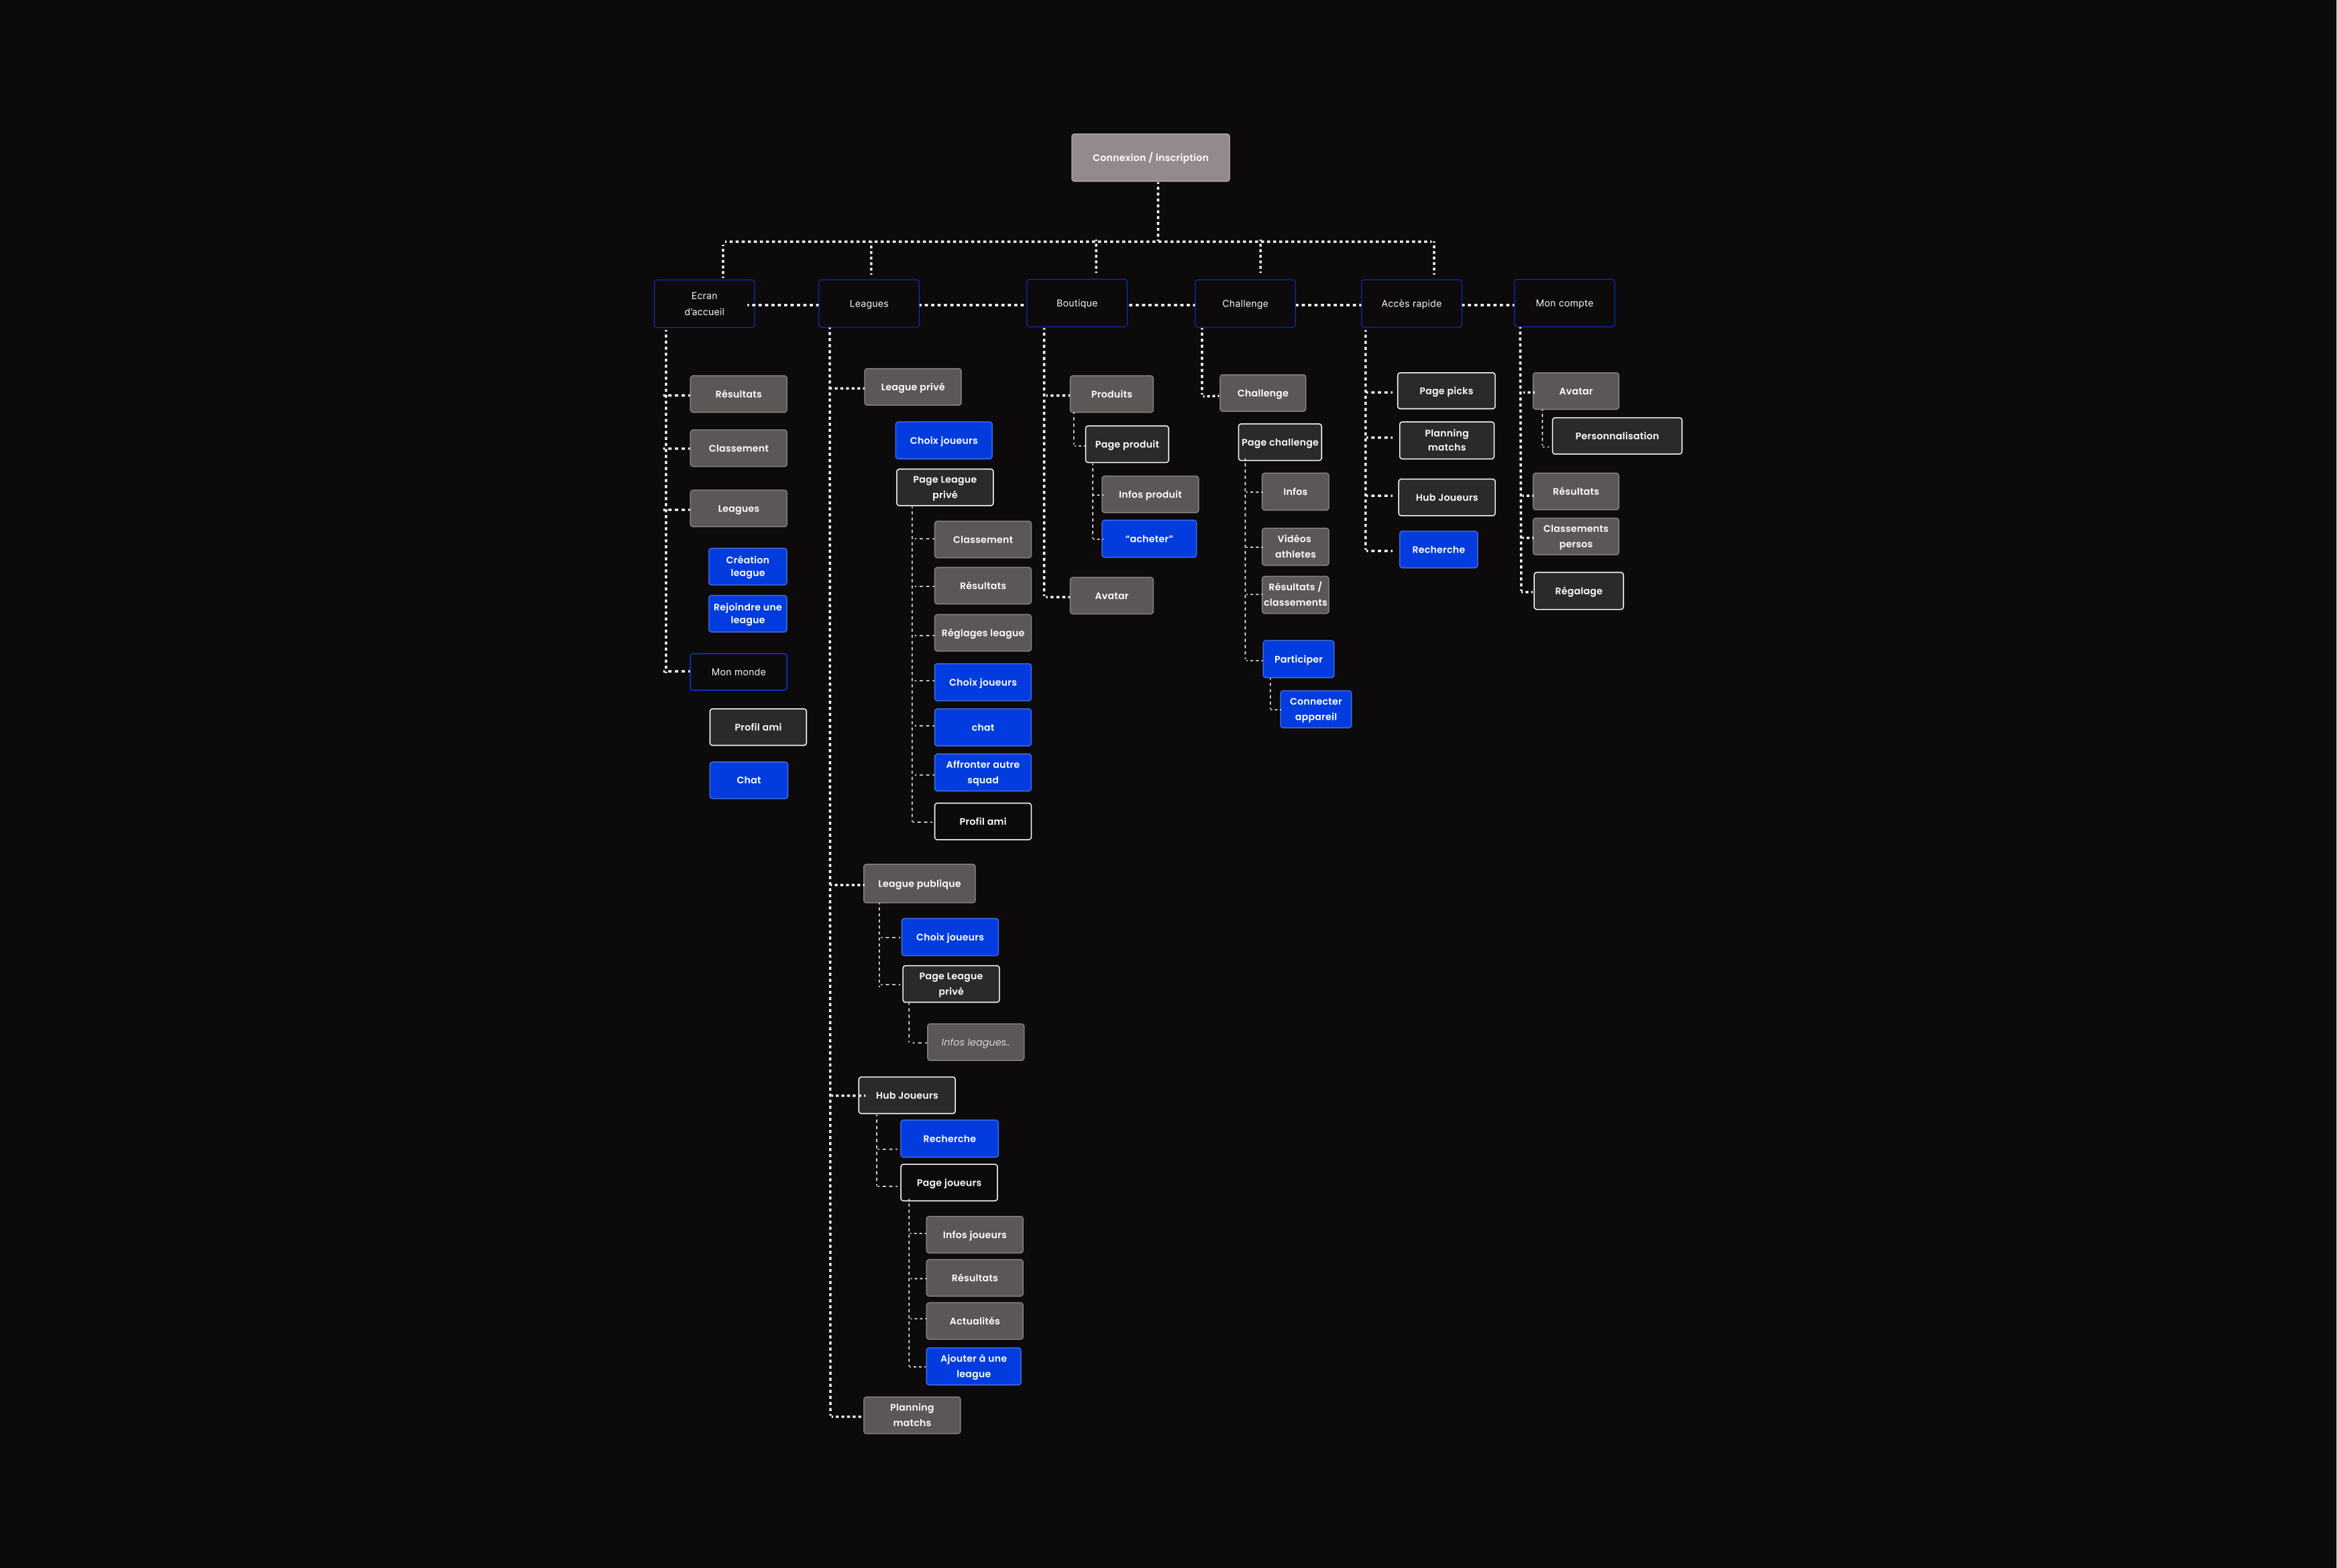 Connexion / inscription
Ecran
d'accueil
Leagues
Boutique
Challenge
Accès rapide
Mon compte
Résultats
Classement
Leagues
Création
league
Rejoindre une
league
Mon monde
Profil ami
Chat
League privé
Choix joueurs
Page League
privé
Classement
Résultats
Réglages league
Choix joueurs
chat
Affronter autre
squad
Profil ami
League publique
Choix joueurs
Page League
privé
Infos leagues..
Hub Joueurs
Recherche
Page joueurs
Infos joueurs
Résultats
Actualités
Ajouter à une
league
Planning
matchs
Produits
Page produit
Infos produit
“acheter”
Avatar
Challenge
Page challenge
Infos
Vidéos
athletes
Résultats /
classements
Participer
Connecter
appareil
Page picks
Planning
matchs
Hub Joueurs
Recherche
Avatar
Personnalisation
Résultats
Classements
persos
Régalage